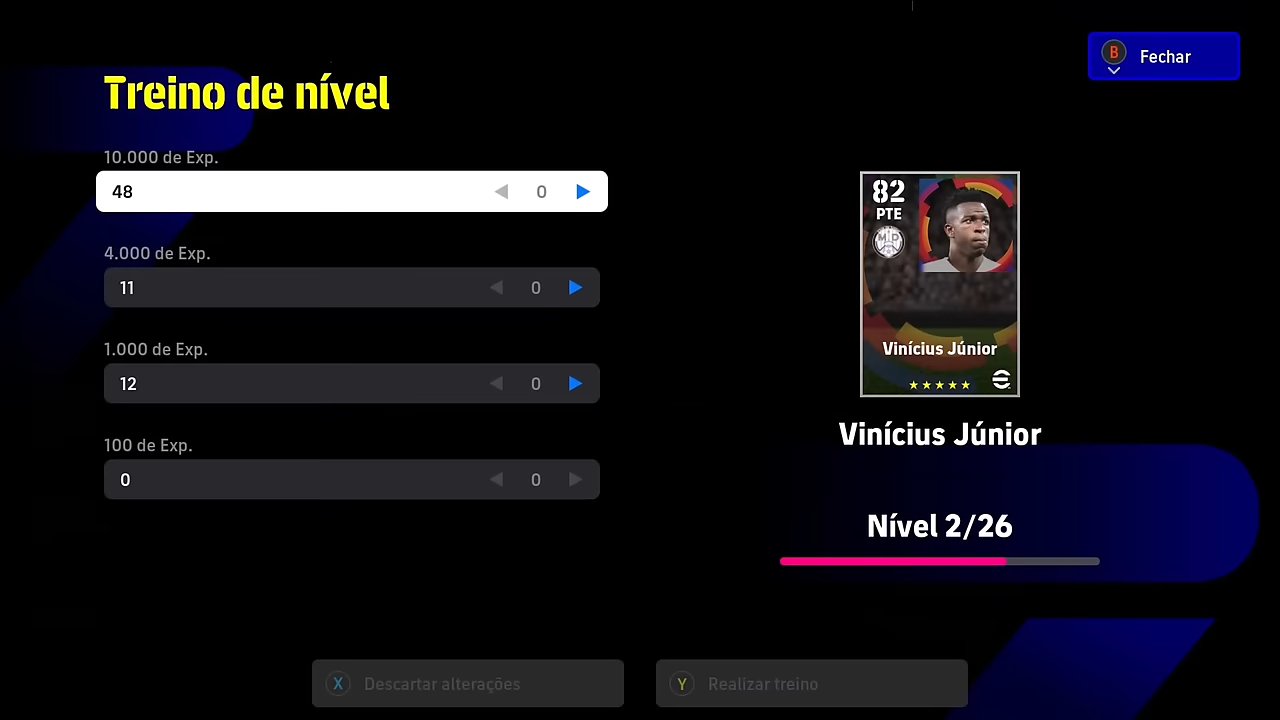 B Fechar
Treino de nível
10.000 de Exp.
48 0
4.000 de Exp.
11 0
1.000 de Exp.
12 0
100 de Exp.
0 0
82
PTE
Vinícius Júnior
★★★★★
Vinícius Júnior
Nível 2/26
X Descartar alterações
Y Realizar treino